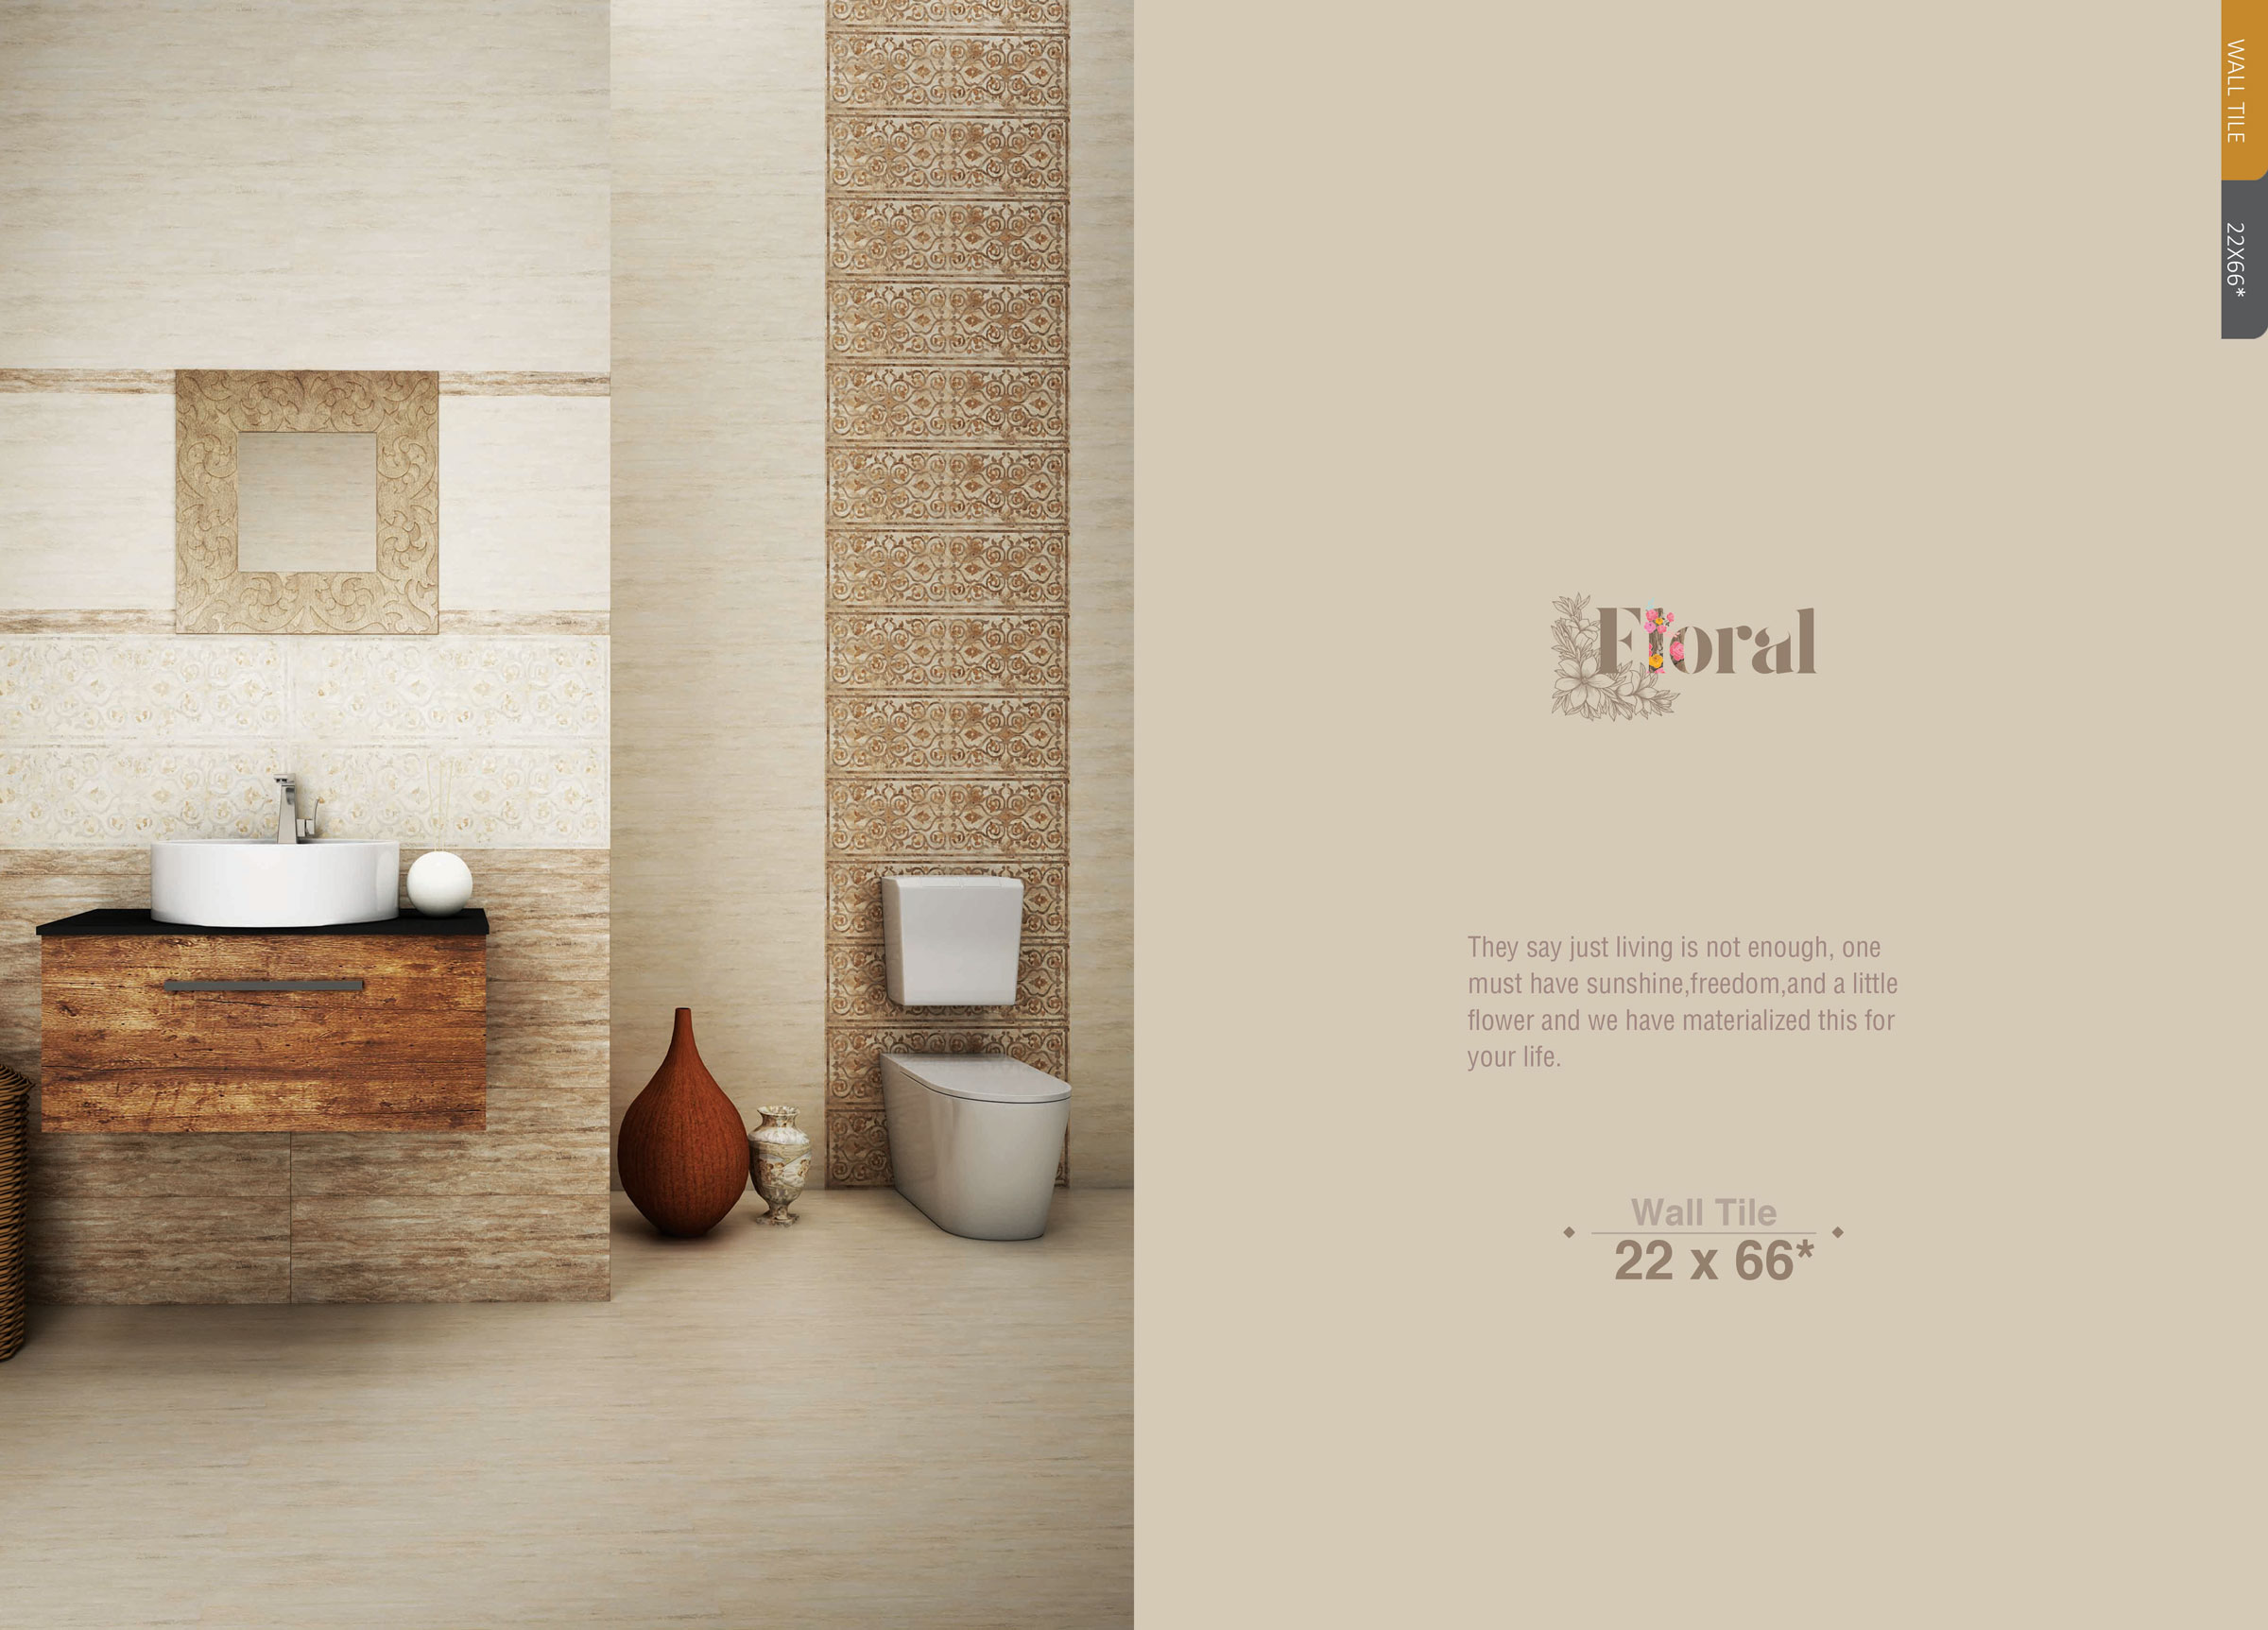 WALL TILE
22X66*
Floral
They say just living is not enough, one
must have sunshine,freedom,and a little
flower and we have materialized this for
your life.
Wall Tile
22 x 66*